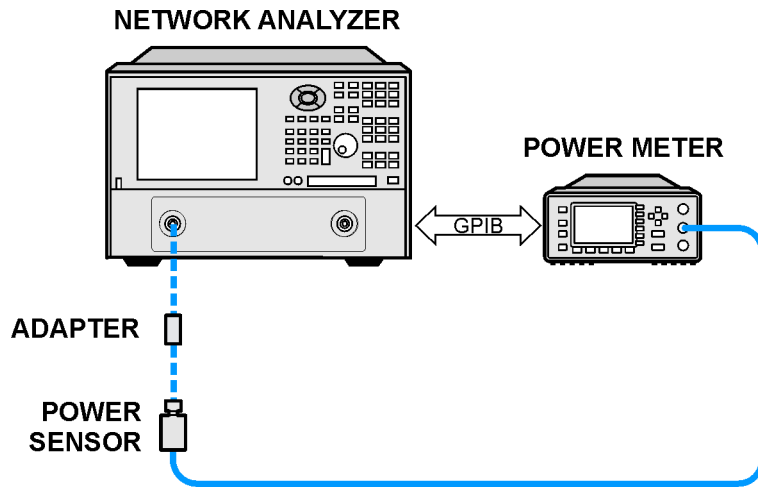 NETWORK ANALYZER
POWER METER
GPIB
ADAPTER
POWER
SENSOR